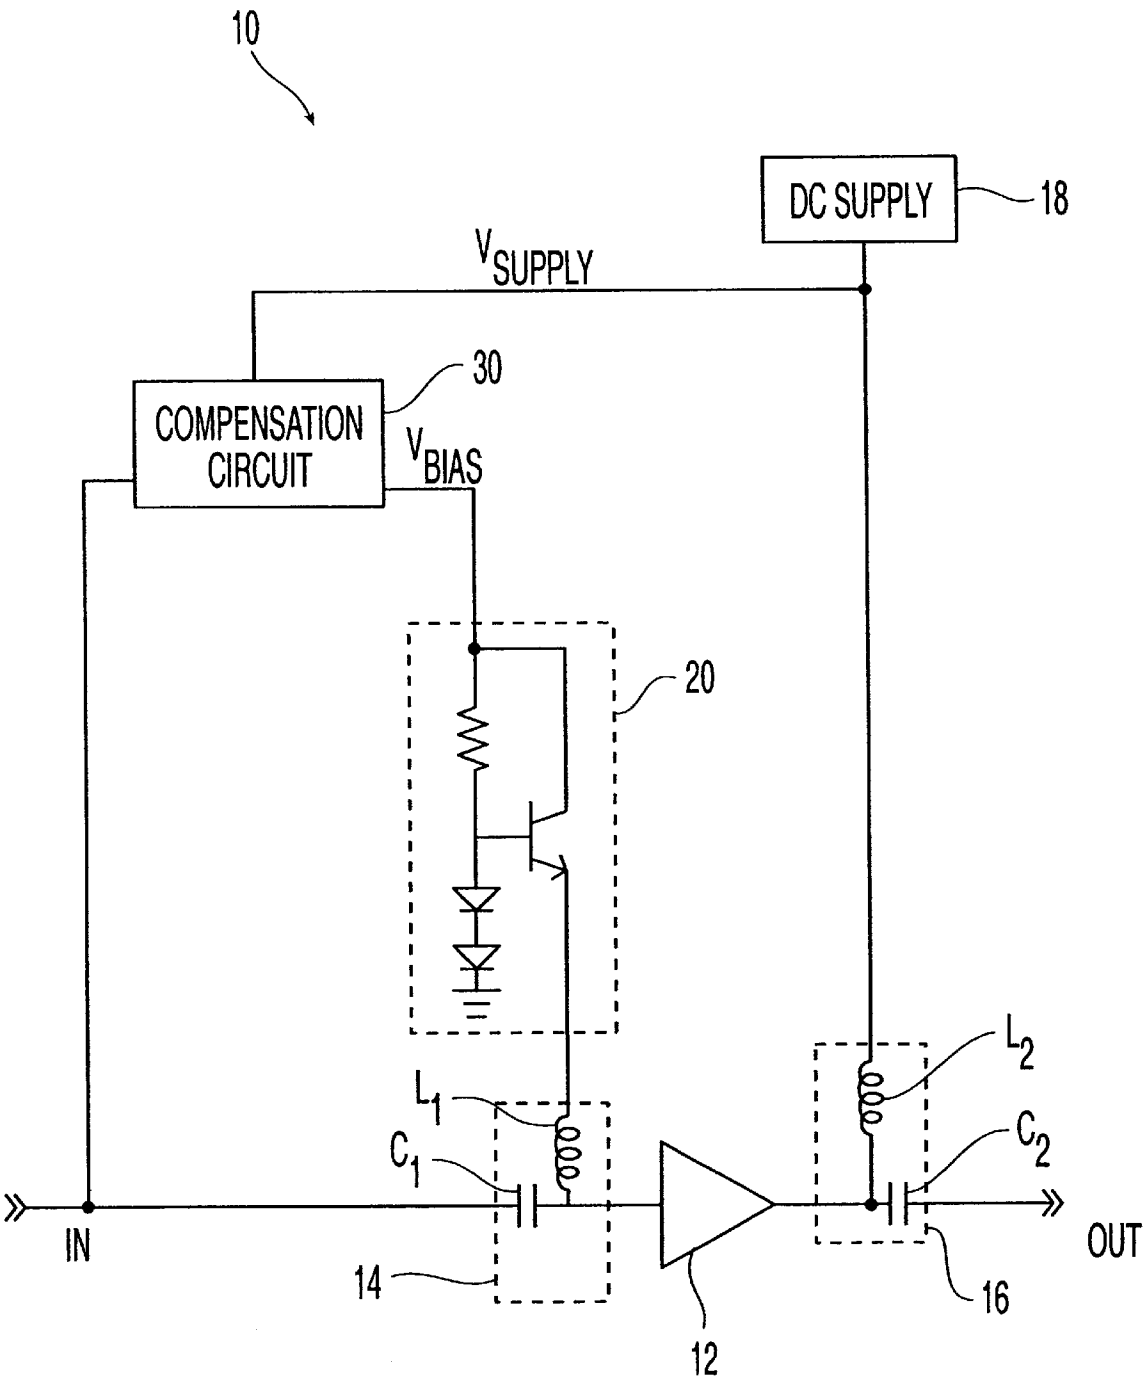 10
DC SUPPLY
18
VSUPPLY
30
COMPENSATION
CIRCUIT
VBIAS
20
L2
L1
C1
C2
IN
OUT
14
16
12